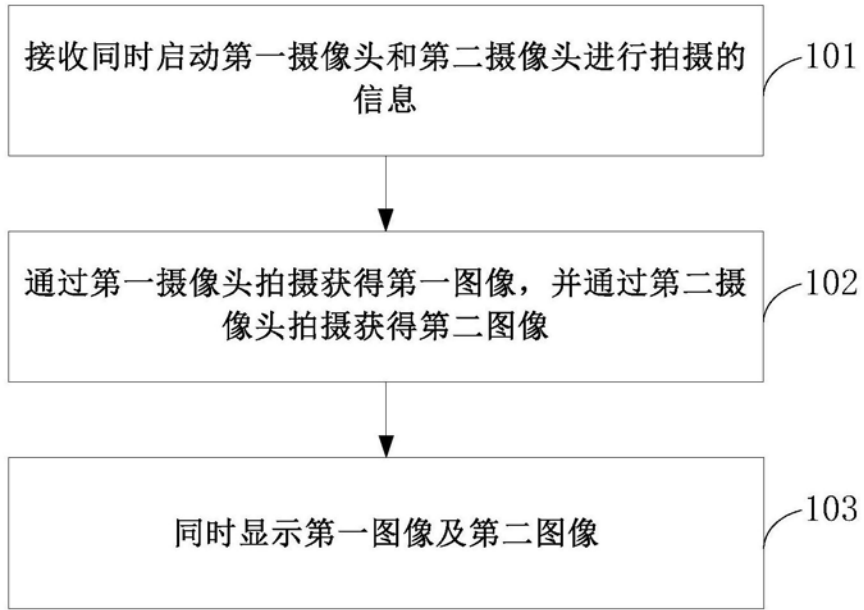 接收同时启动第一摄像头和第二摄像头进行拍摄的
信息
101
通过第一摄像头拍摄获得第一图像，并通过第二摄
像头拍摄获得第二图像
102
同时显示第一图像及第二图像
103